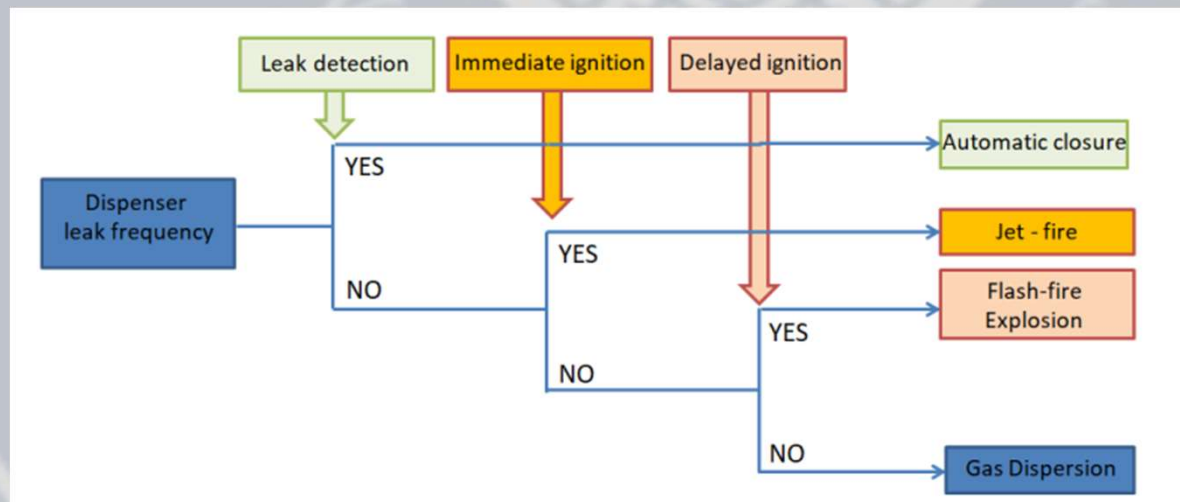 Leak detection
Immediate ignition
Delayed ignition
Automatic closure
YES
Dispenser
leak frequency
Jet - fire
YES
NO
Flash-fire
Explosion
YES
NO
NO
Gas Dispersion